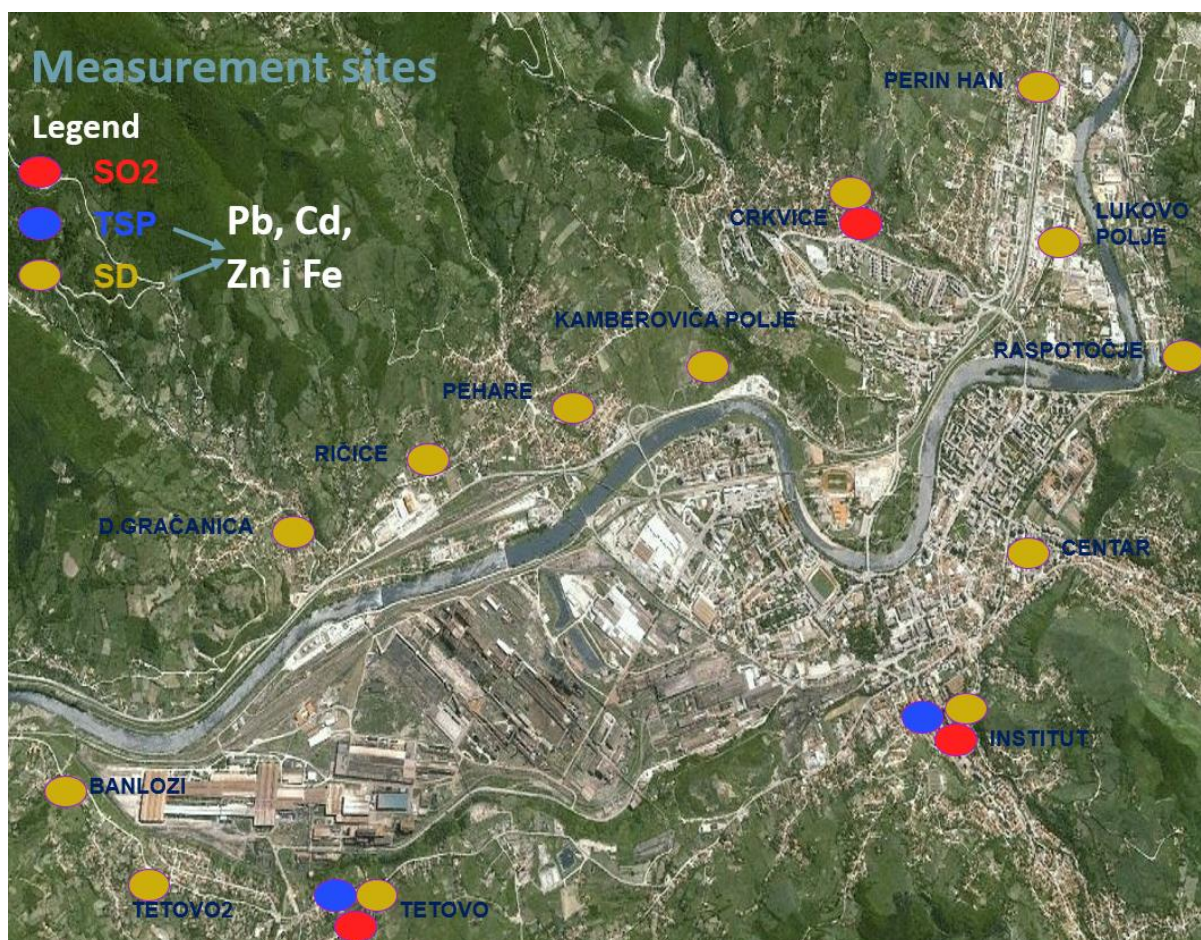 Measurement sites
Legend
SO2
TSP
SD
Pb, Cd,
Zn i Fe
PERIN HAN
CRKVICE
LUKOVO
POLJE
KAMBEROVIĆA POLJE
RASPOTOČJE
PEHARE
RIČICE
D.GRAČANICA
CENTAR
INSTITUT
BANLOZI
TETOVO2
TETOVO